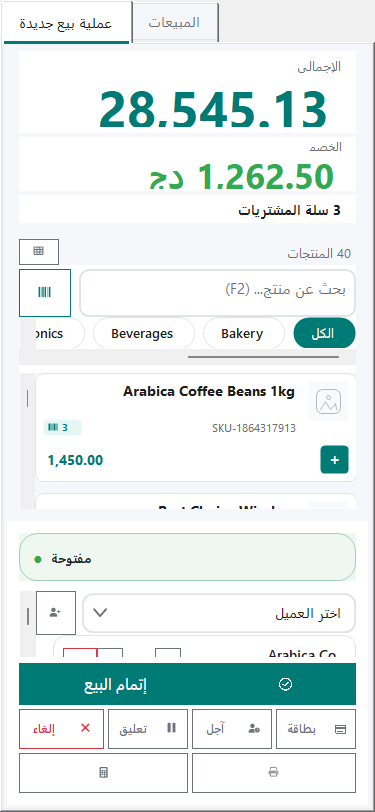 عملية بيع جديدة
المبيعات
الإجمالي
28,545.13
الخصم
1,262.50 دج
3 سلة المشتريات
40 المنتجات
بحث عن منتج... (F2)
الكل
Bakery
Beverages
onics
Arabica Coffee Beans 1kg
SKU-1864317913
3
1,450.00
+
مفتوحة
اختر العميل
Arabica Co
إتمام البيع
بطاقة
آجل
تعليق
إلغاء